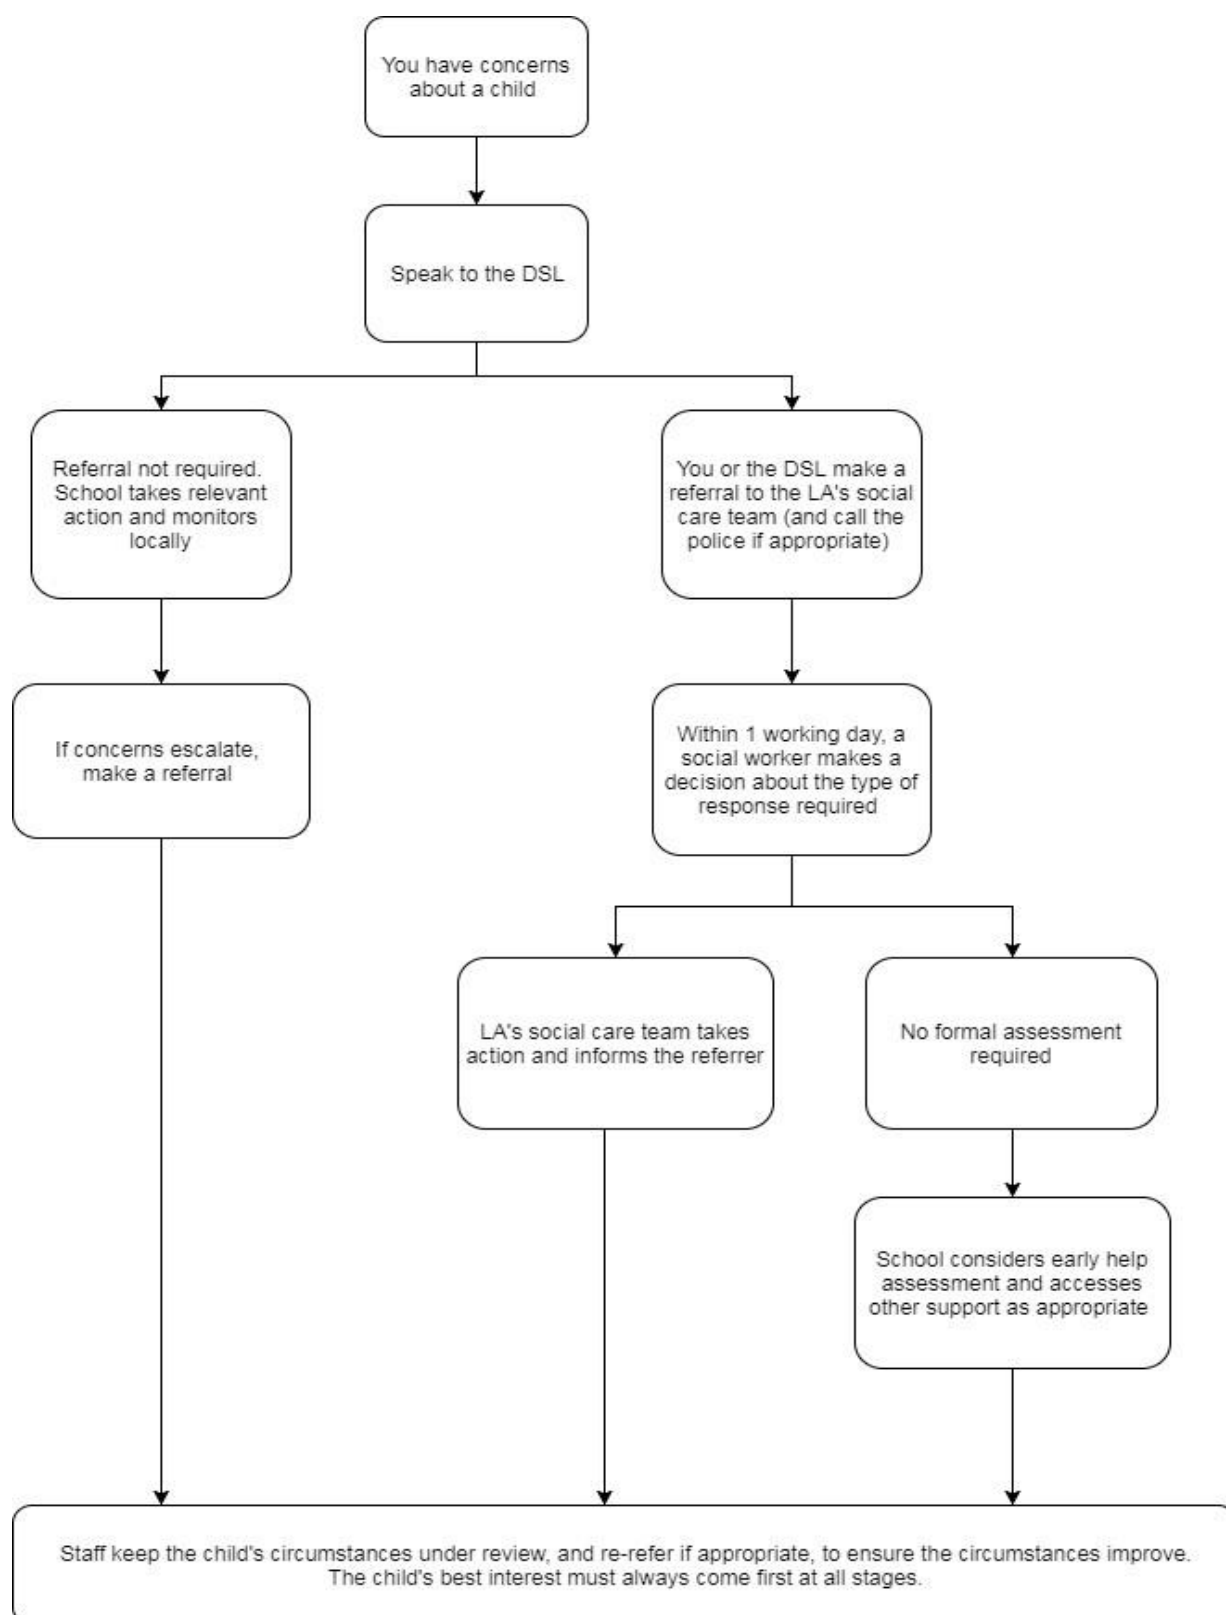 You have concerns
about a child
Speak to the DSL
Referral not required.
School takes relevant
action and monitors
locally
You or the DSL make a
referral to the LA's social
care team (and call the
police if appropriate)
If concerns escalate,
make a referral
Within 1 working day, a
social worker makes a
decision about the type of
response required
LA's social care team takes
action and informs the referrer
No formal assessment
required
School considers early help
assessment and accesses
other support as appropriate
Staff keep the child's circumstances under review, and re-refer if appropriate, to ensure the circumstances improve.
The child's best interest must always come first at all stages.